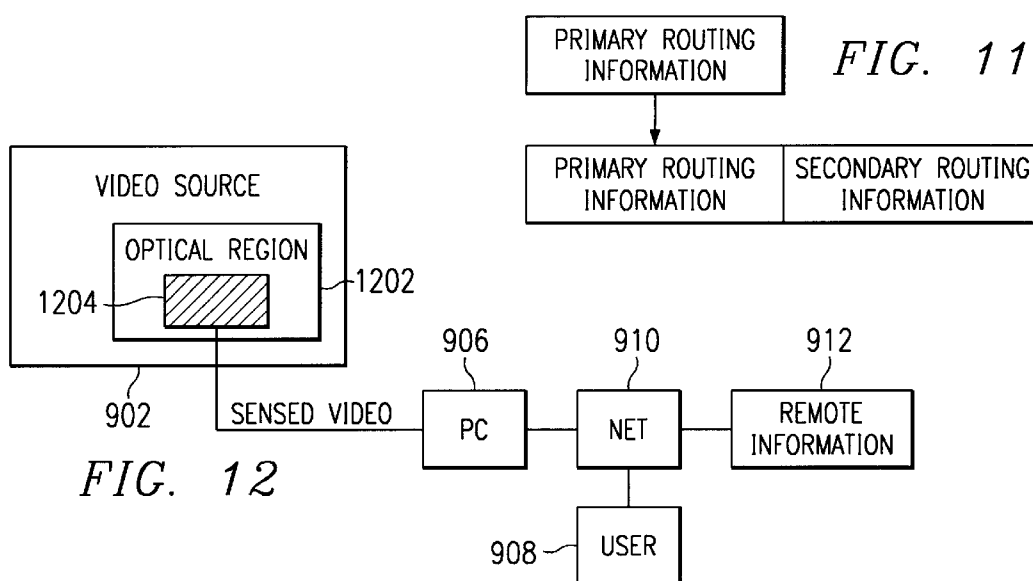 PRIMARY ROUTING
INFORMATION
FIG. 11
PRIMARY ROUTING
INFORMATION
SECONDARY ROUTING
INFORMATION
VIDEO SOURCE
OPTICAL REGION
1204
1202
902
SENSED VIDEO
906
PC
910
NET
912
REMOTE
INFORMATION
908
USER
FIG. 12